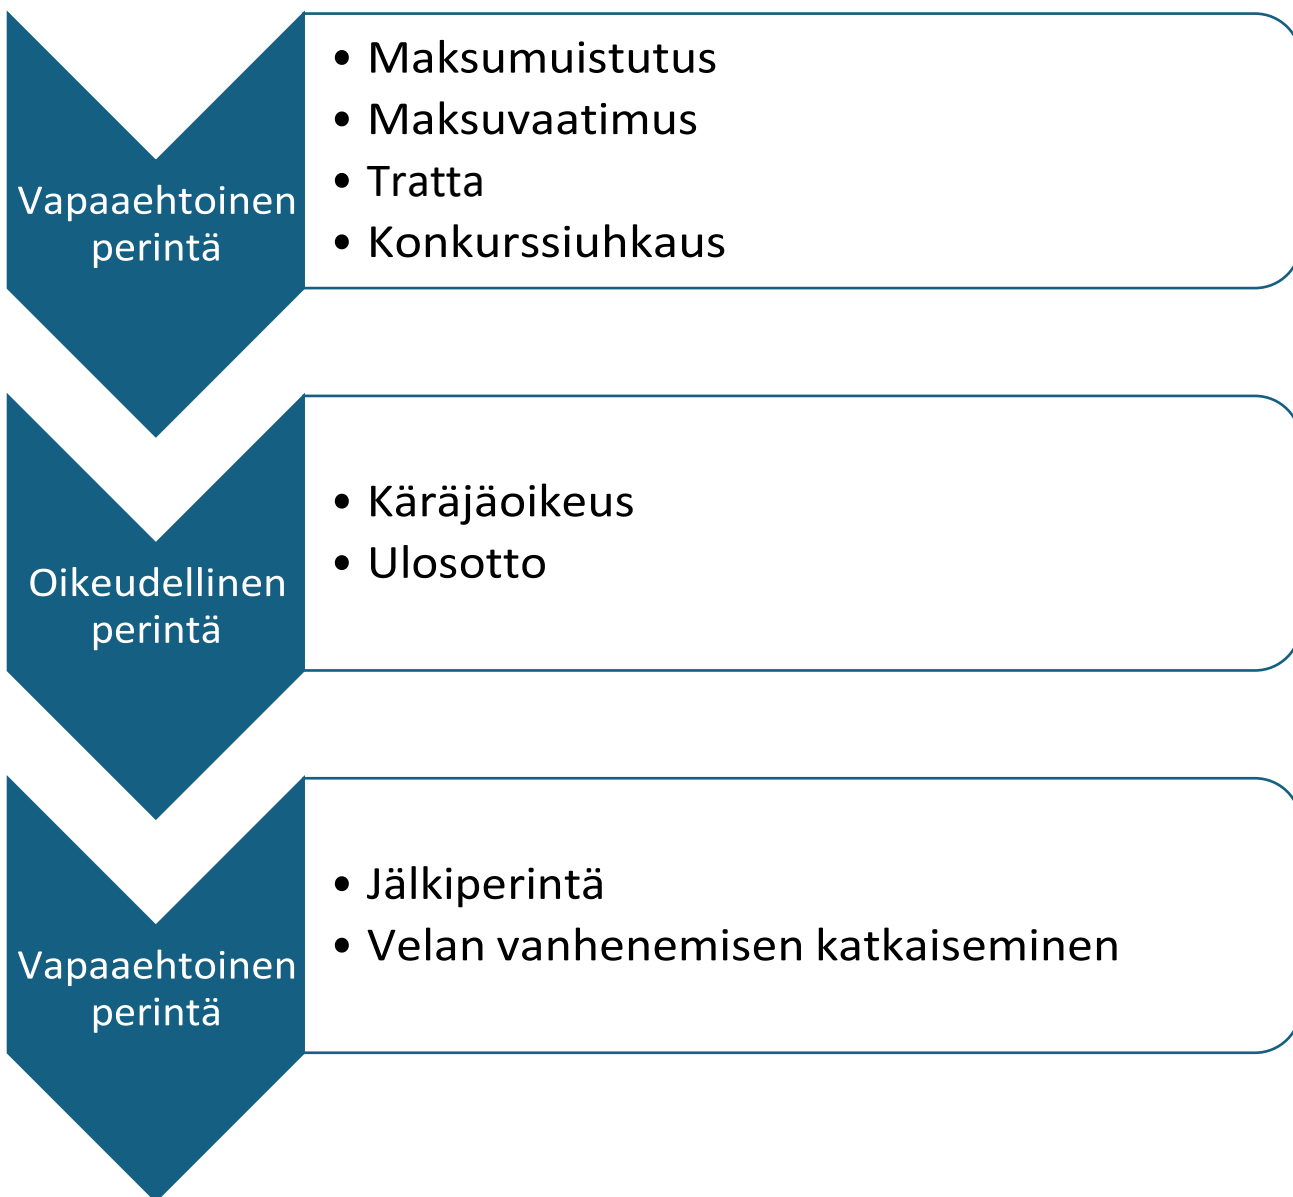 Vapaaehtoinen
perintä
• Maksumuistutus
• Maksuvaatimus
• Tratta
• Konkurssiuhkaus
Oikeudellinen
perintä
• Käräjäoikeus
• Ulosotto
Vapaaehtoinen
perintä
• Jälkiperintä
• Velan vanhenemisen katkaiseminen